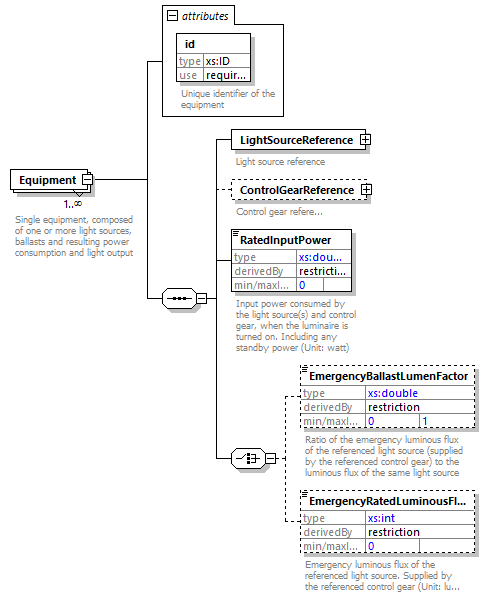 attributes
id
type xs:ID
use requir...
Unique identifier of the
equipment
LightSourceReference
Light source reference
Equipment
1..∞
Single equipment, composed
of one or more light sources,
ballasts and resulting power
consumption and light output
ControlGearReference
Control gear refere...
RatedInputPower
type xs:dou...
derivedBy restricti...
min/maxI... 0
Input power consumed by
the light source(s) and control
gear, when the luminaire is
turned on. Including any
standby power (Unit: watt)
EmergencyBallastLumenFactor
type xs:double
derivedBy restriction
min/maxI... 0 1
Ratio of the emergency luminous flux
of the referenced light source (supplied
by the referenced control gear) to the
luminous flux of the same light source
EmergencyRatedLuminousFl...
type xs:int
derivedBy restriction
min/maxI... 0
Emergency luminous flux of the
referenced light source. Supplied by
the referenced control gear (Unit: lu...